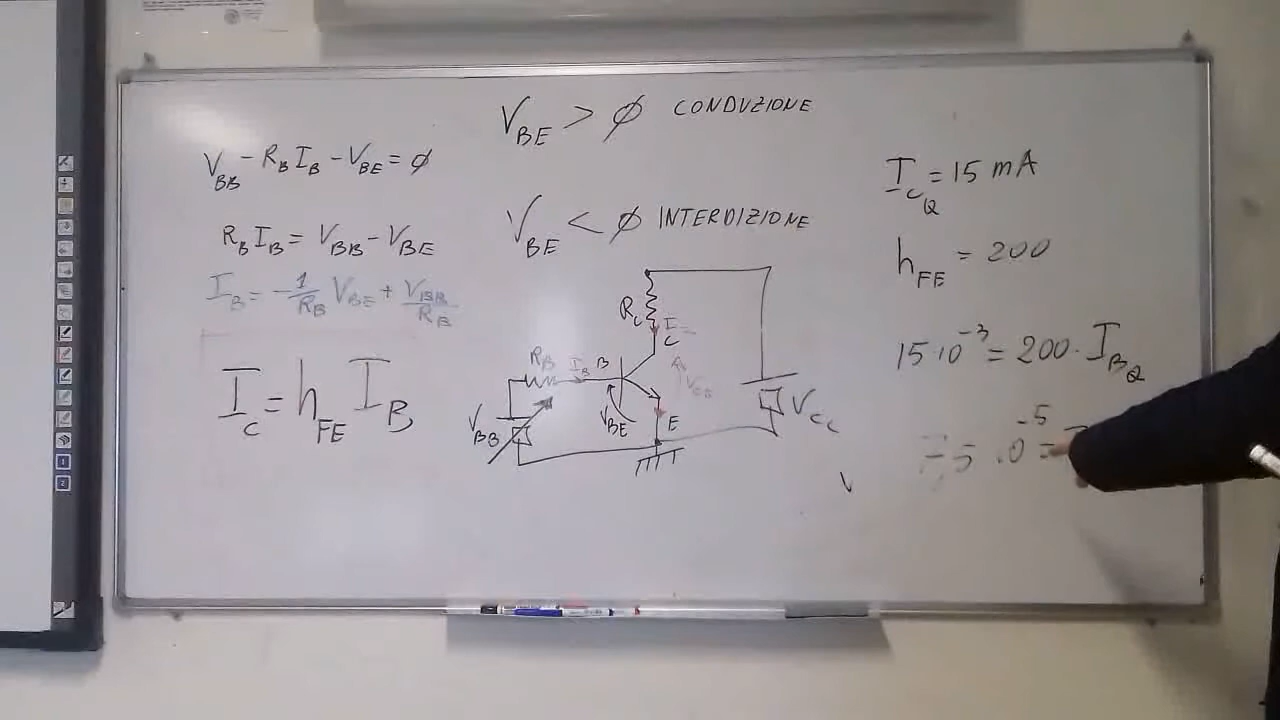 V_BE > ∅ CONDUZIONE
V_BB - R_B I_B - V_BE = ∅
R_B I_B = V_BB - V_BE
I_B = - 1/R_B V_BE + V_BB/R_B
I_C = h_FE I_B
V_BE < ∅ INTERDIZIONE
R_C
I_C
R_B
I_B
B
V_BE
E
V_BB
V_CC
I_CQ = 15 mA
h_FE = 200
15·10^-3 = 200· I_BQ
5 ·10^-5 =
1
2